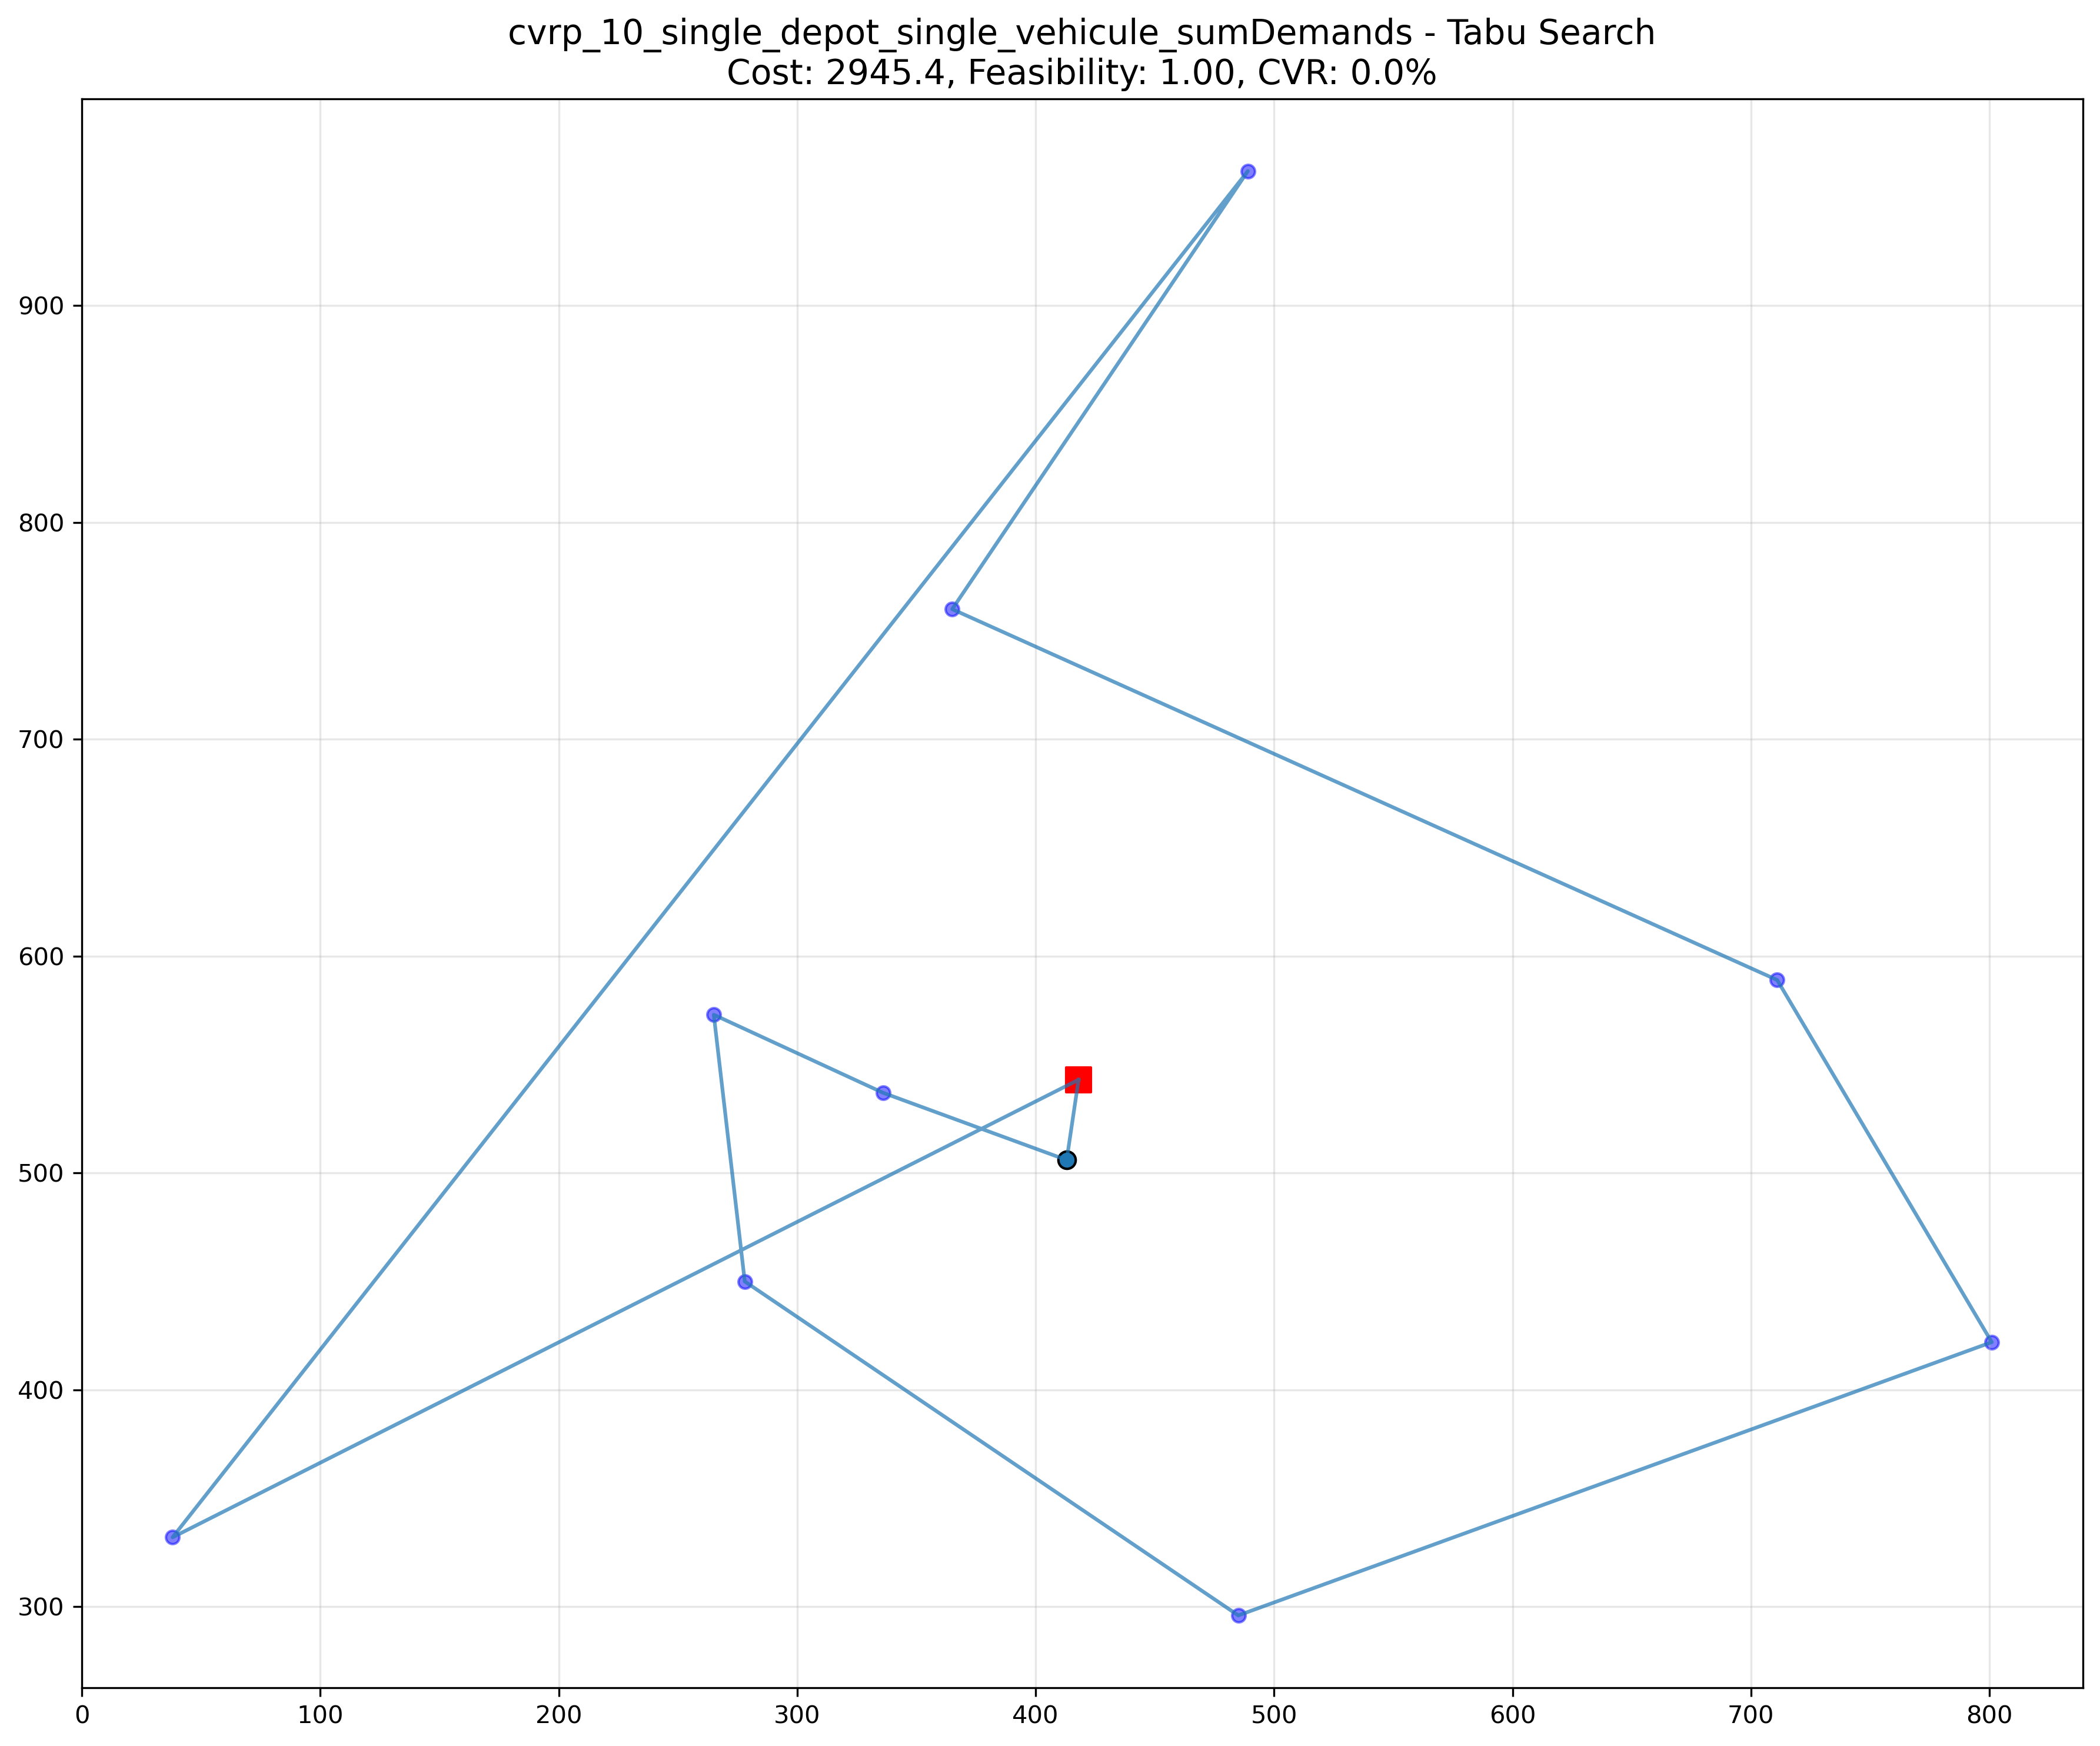 cvrp_10_single_depot_single_vehicule_sumDemands - Tabu Search
Cost: 2945.4, Feasibility: 1.00, CVR: 0.0%
900
800
700
600
500
400
300
0 100 200 300 400 500 600 700 800